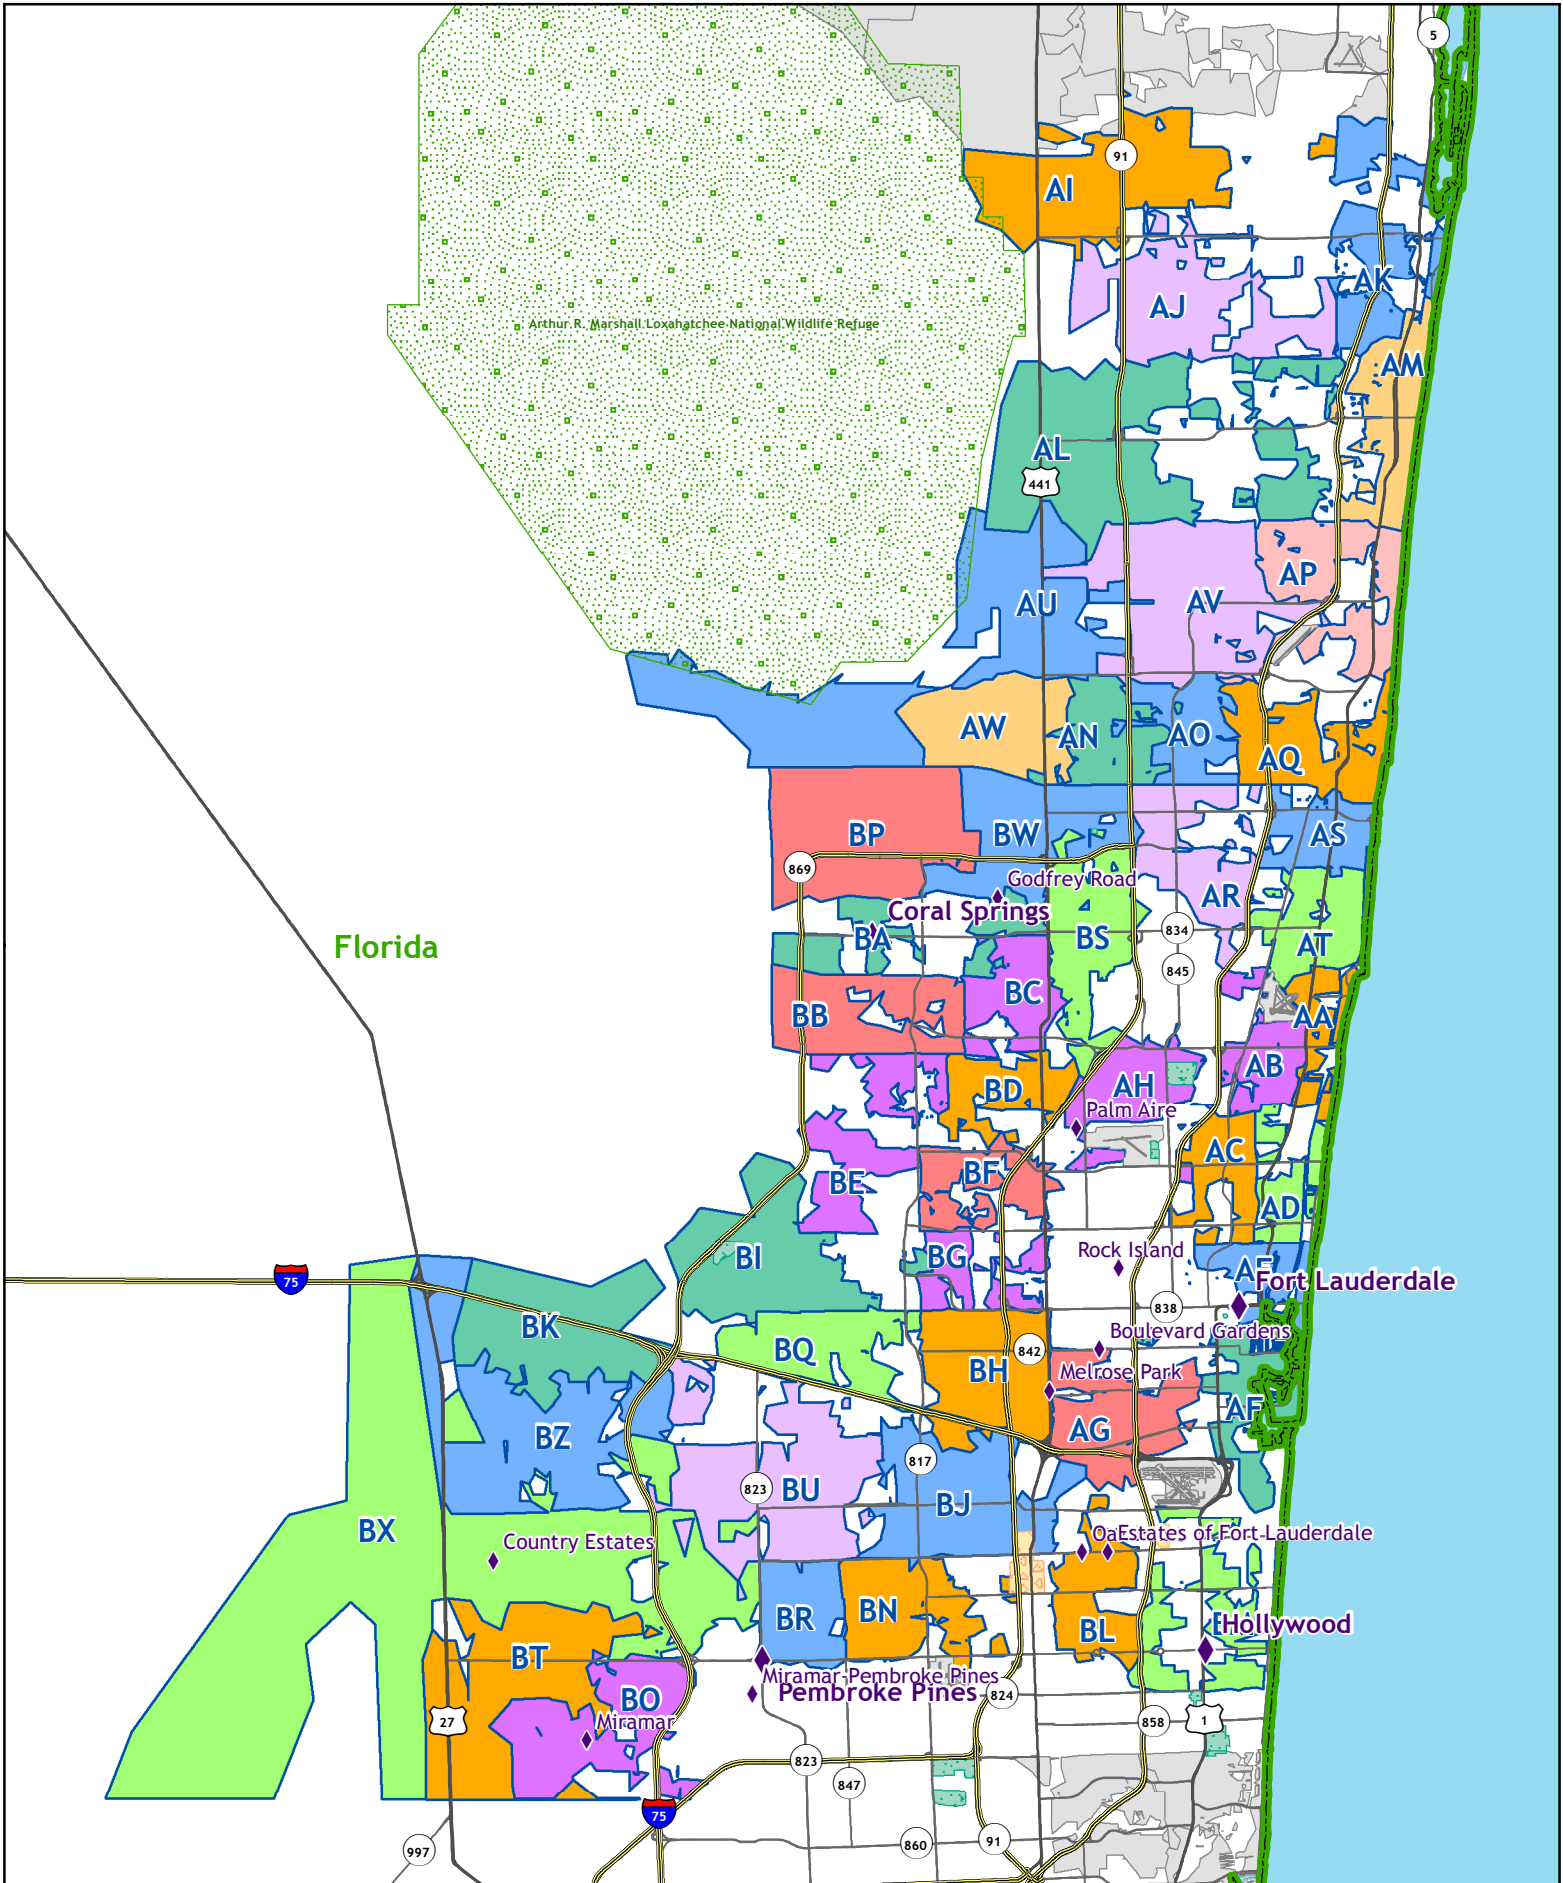 5
91
AI
AK
AJ
Arthur R. Marshall Loxahatchee National Wildlife Refuge
AM
AL
441
AP
AU
AV
AW
AN
AO
AQ
BP
BW
AS
869
Godfrey Road
AR
Coral Springs
BA
BS
834
AT
Florida
845
BC
BB
AA
AB
BD
AH
Palm Aire
AC
BF
BE
AD
BI
BG
Rock Island
75
AE
Fort Lauderdale
838
BK
Boulevard Gardens
BQ
842
BH
Melrose Park
AF
AG
BZ
817
823
BU
BJ
BX
Country Estates
Oa
Estates of Fort Lauderdale
BR
BN
BL
Hollywood
BT
Miramar-Pembroke Pines
Pembroke Pines
824
BO
Miramar
27
858
1
823
847
75
997
860
91